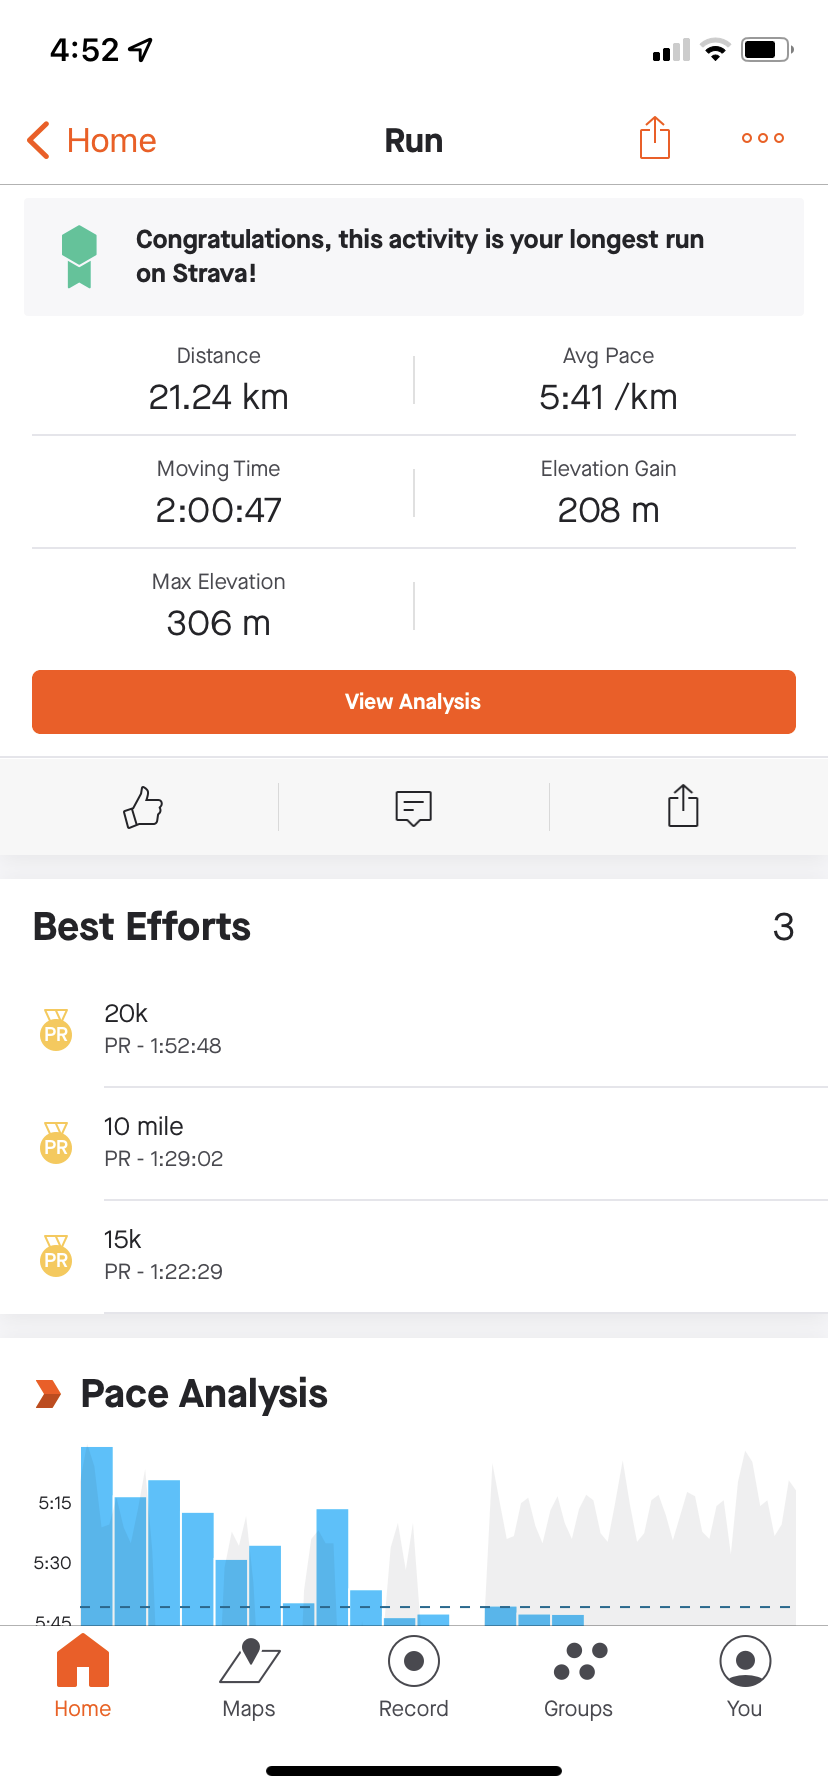 4:52
Home
Run
Congratulations, this activity is your longest run
on Strava!
Distance
Avg Pace
21.24 km
5:41 /km
Moving Time
Elevation Gain
2:00:47
208 m
Max Elevation
306 m
View Analysis
Best Efforts
3
PR
20k
PR - 1:52:48
PR
10 mile
PR - 1:29:02
PR
15k
PR - 1:22:29
Pace Analysis
5:15
5:30
5:45
Home
Maps
Record
Groups
You